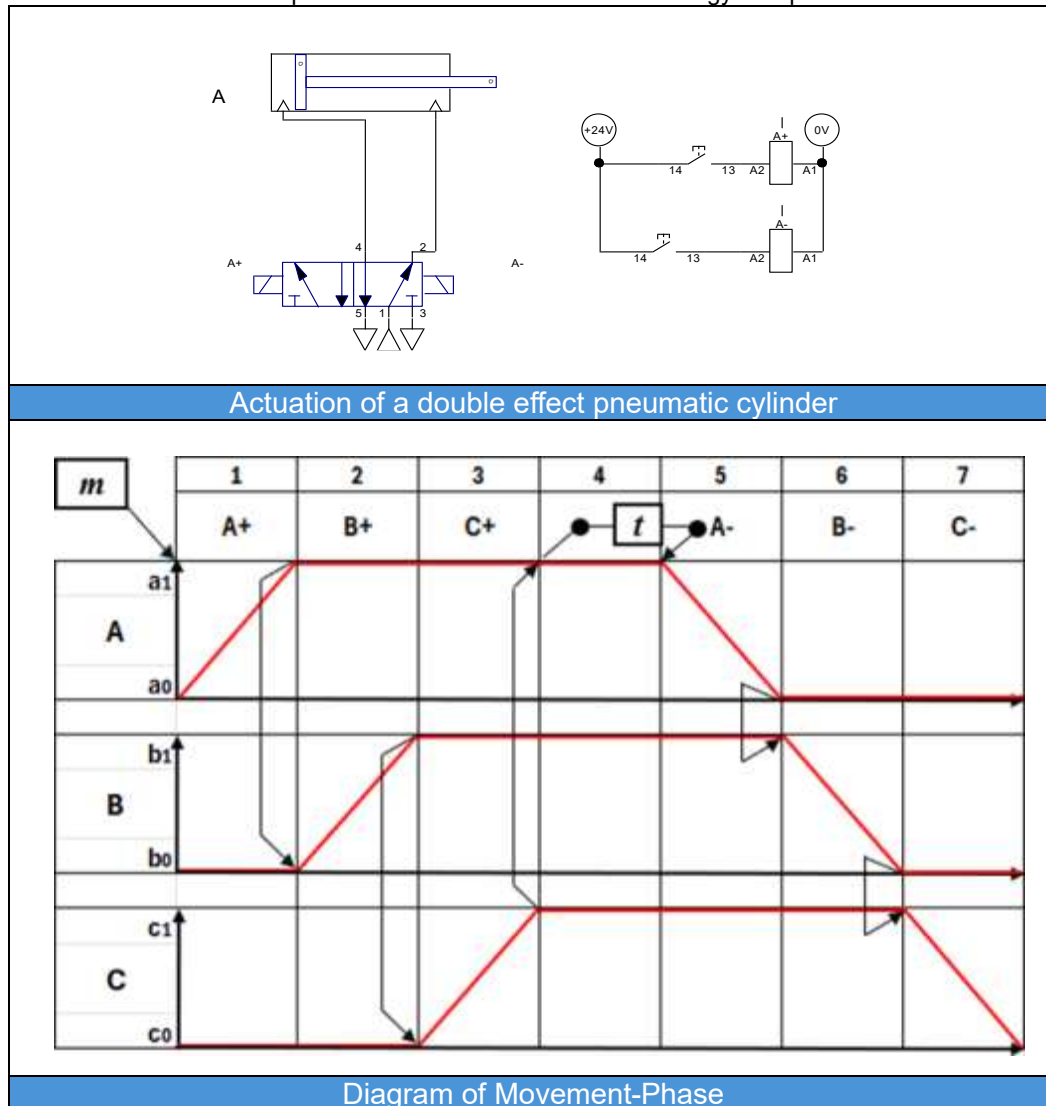 A
+24V
0V
A+
14 13 A2 A1
A-
14 13 A2 A1
4 2
A+ A-
5 1 3
Actuation of a double effect pneumatic cylinder
m 1 2 3 4 5 6 7
A+ B+ C+ t A- B- C-
a1
A
a0
b1
B
b0
c1
C
c0
Diagram of Movement-Phase